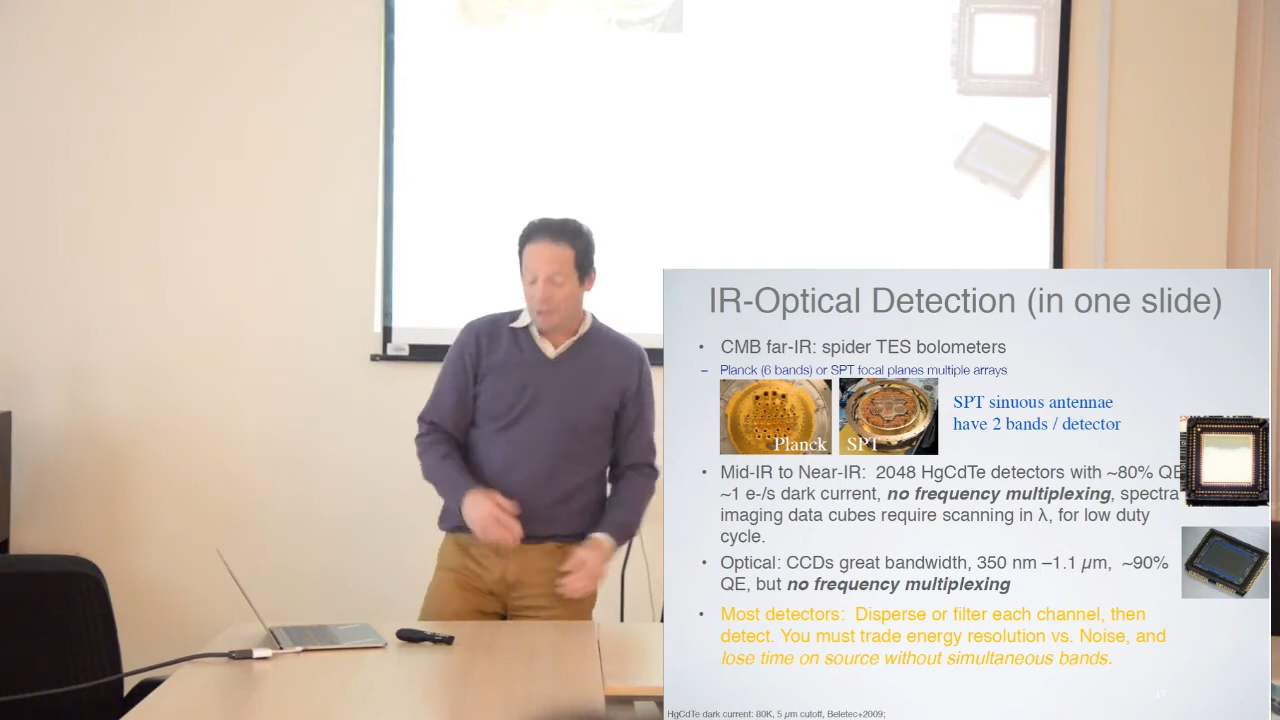 IR-Optical Detection (in one slide)
• CMB far-IR: spider TES bolometers
– Planck (6 bands) or SPT focal planes multiple arrays
Planck
SPT
SPT sinuous antennae
have 2 bands / detector
• Mid-IR to Near-IR: 2048 HgCdTe detectors with ~80% QE
~1 e-/s dark current, no frequency multiplexing, spectra
imaging data cubes require scanning in λ, for low duty
cycle.
• Optical: CCDs great bandwidth, 350 nm –1.1 µm, ~90%
QE, but no frequency multiplexing
• Most detectors: Disperse or filter each channel, then
detect. You must trade energy resolution vs. Noise, and
lose time on source without simultaneous bands.
17
HgCdTe dark current: 80K, 5 µm cutoff, Beletec+2009;